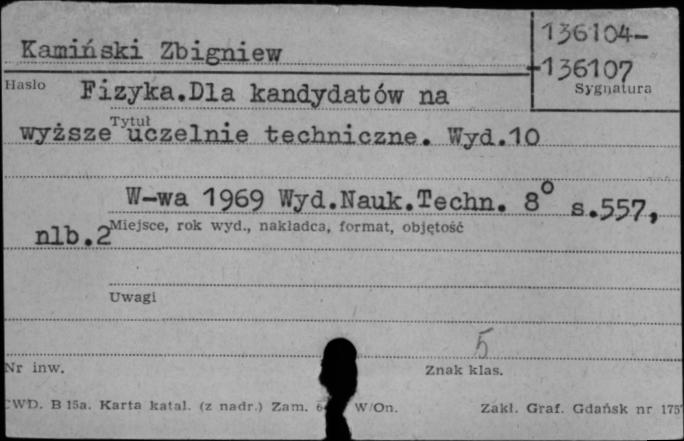 Kamiński Zbigniew
136104-
-136107
Hasło
Sygnatura
Fizyka.Dla kandydatów na
Tytuł
wyższe uczelnie techniczne. Wyd.10
W-wa 1969 Wyd.Nauk.Techn. 8° s.557,
nlb.2
Miejsce, rok wyd., nakładca, format, objętość
Uwagi
5
Nr inw.
Znak klas.
CWD. B 15a. Karta katal. (z nadr.) Zam. W/On.
Zakł. Graf. Gdańsk nr